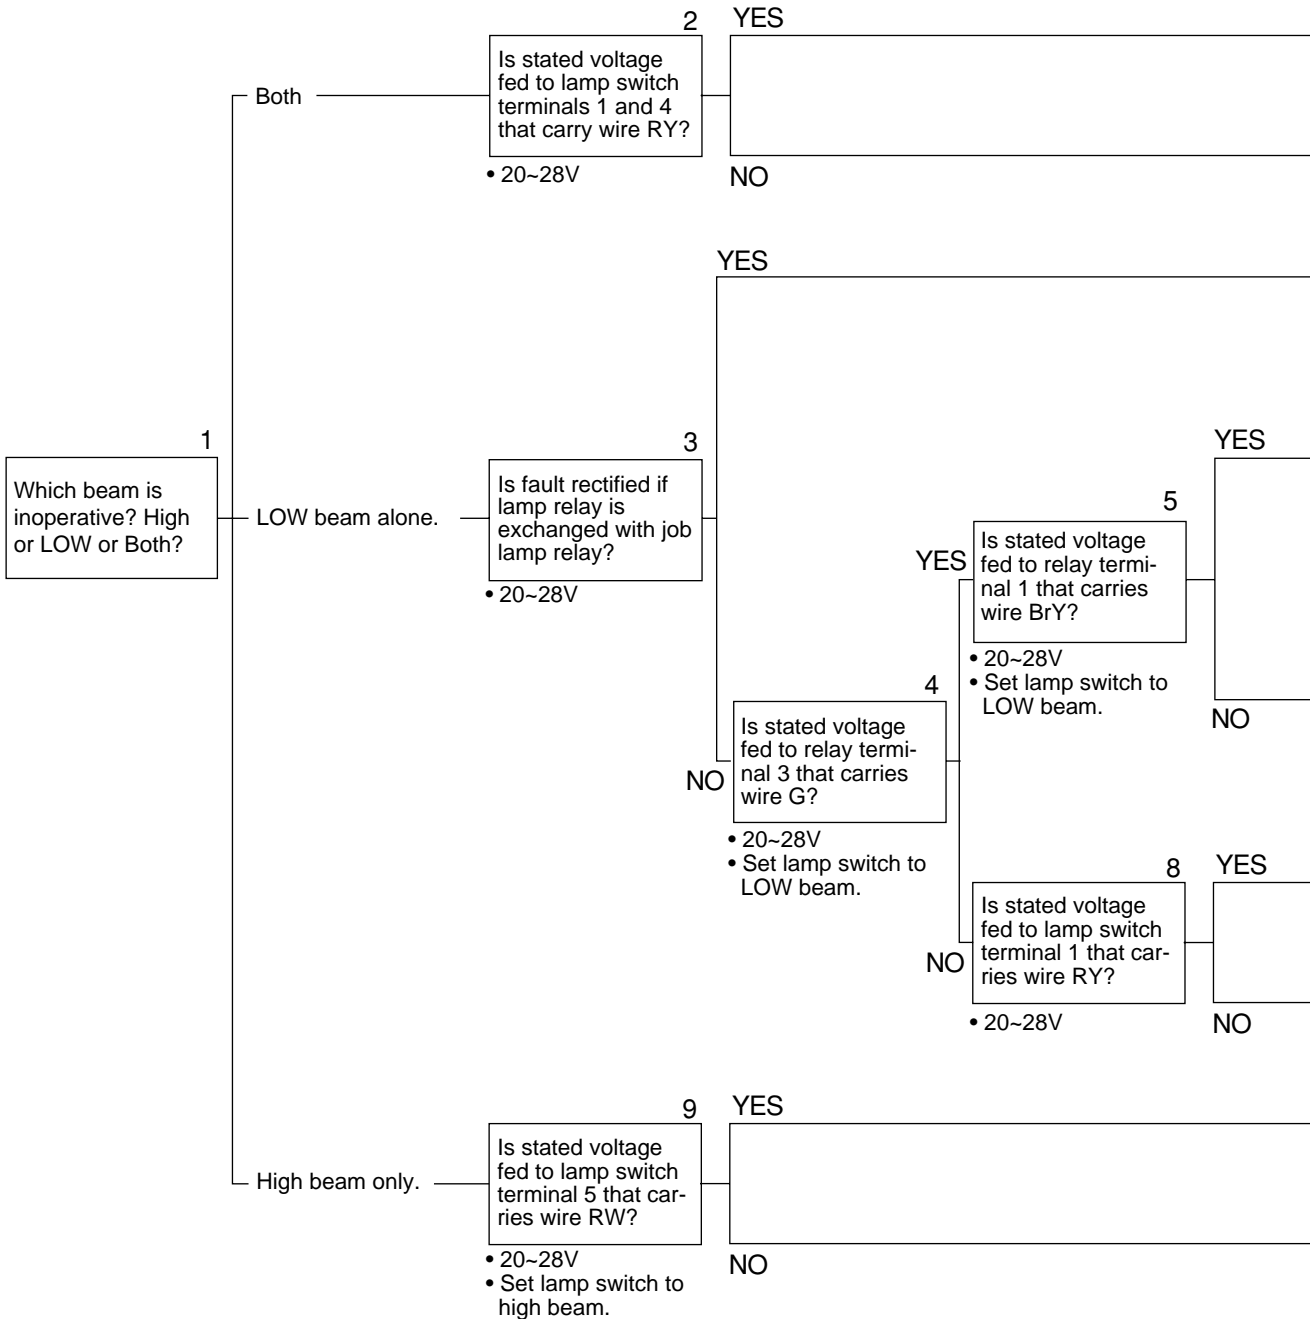 2
YES
Is stated voltage
fed to lamp switch
terminals 1 and 4
that carry wire RY?
Both
• 20~28V
NO
YES
1
Which beam is
inoperative? High
or LOW or Both?
LOW beam alone.
3
Is fault rectified if
lamp relay is
exchanged with job
lamp relay?
• 20~28V
NO
4
Is stated voltage
fed to relay termi-
nal 3 that carries
wire G?
• 20~28V
• Set lamp switch to
LOW beam.
YES
5
Is stated voltage
fed to relay termi-
nal 1 that carries
wire BrY?
• 20~28V
• Set lamp switch to
LOW beam.
YES
NO
NO
8
Is stated voltage
fed to lamp switch
terminal 1 that car-
ries wire RY?
• 20~28V
YES
NO
High beam only.
9
Is stated voltage
fed to lamp switch
terminal 5 that car-
ries wire RW?
• 20~28V
• Set lamp switch to
high beam.
YES
NO